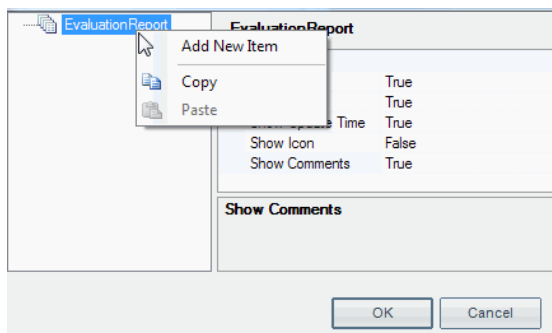 EvaluationReport
EvaluationReport
Add New Item
Copy
True
True
Paste
Time
True
Show Icon
False
Show Comments
True
Show Comments
OK
Cancel